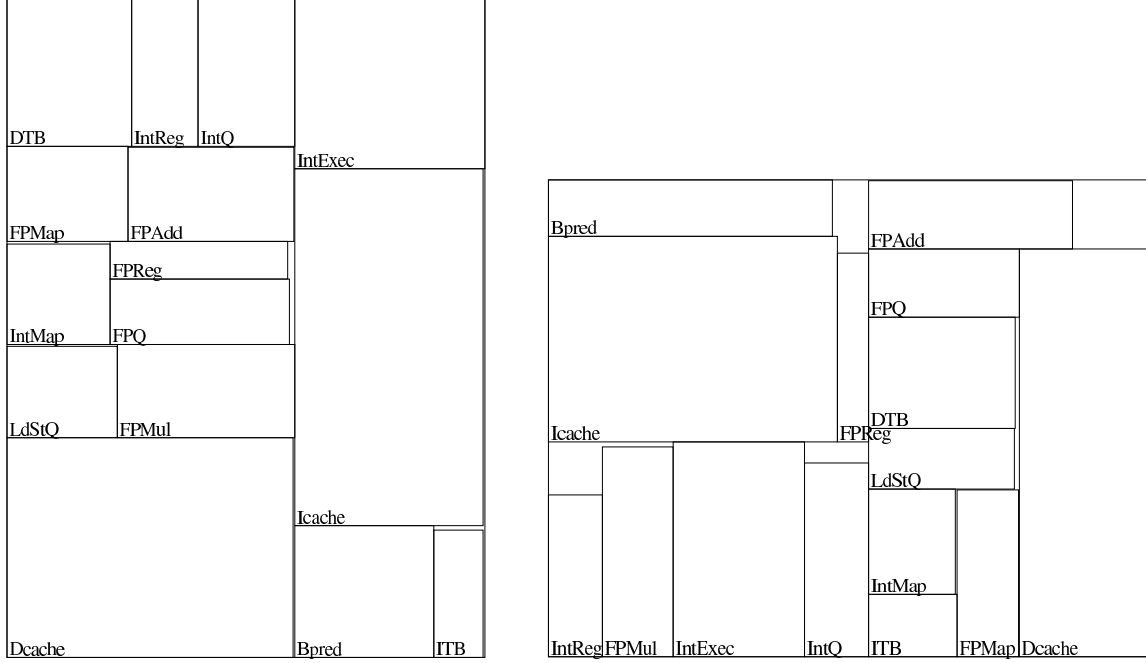 DTB IntReg IntQ
IntExec
FPMap FPAdd
FPReg
IntMap FPQ
LdStQ FPMul
Icache
Dcache Bpred ITB
Bpred
FPAdd
FPQ
DTB
Icache FPReg
LdStQ
IntMap
IntReg FPMul IntExec IntQ ITB FPMap Dcache